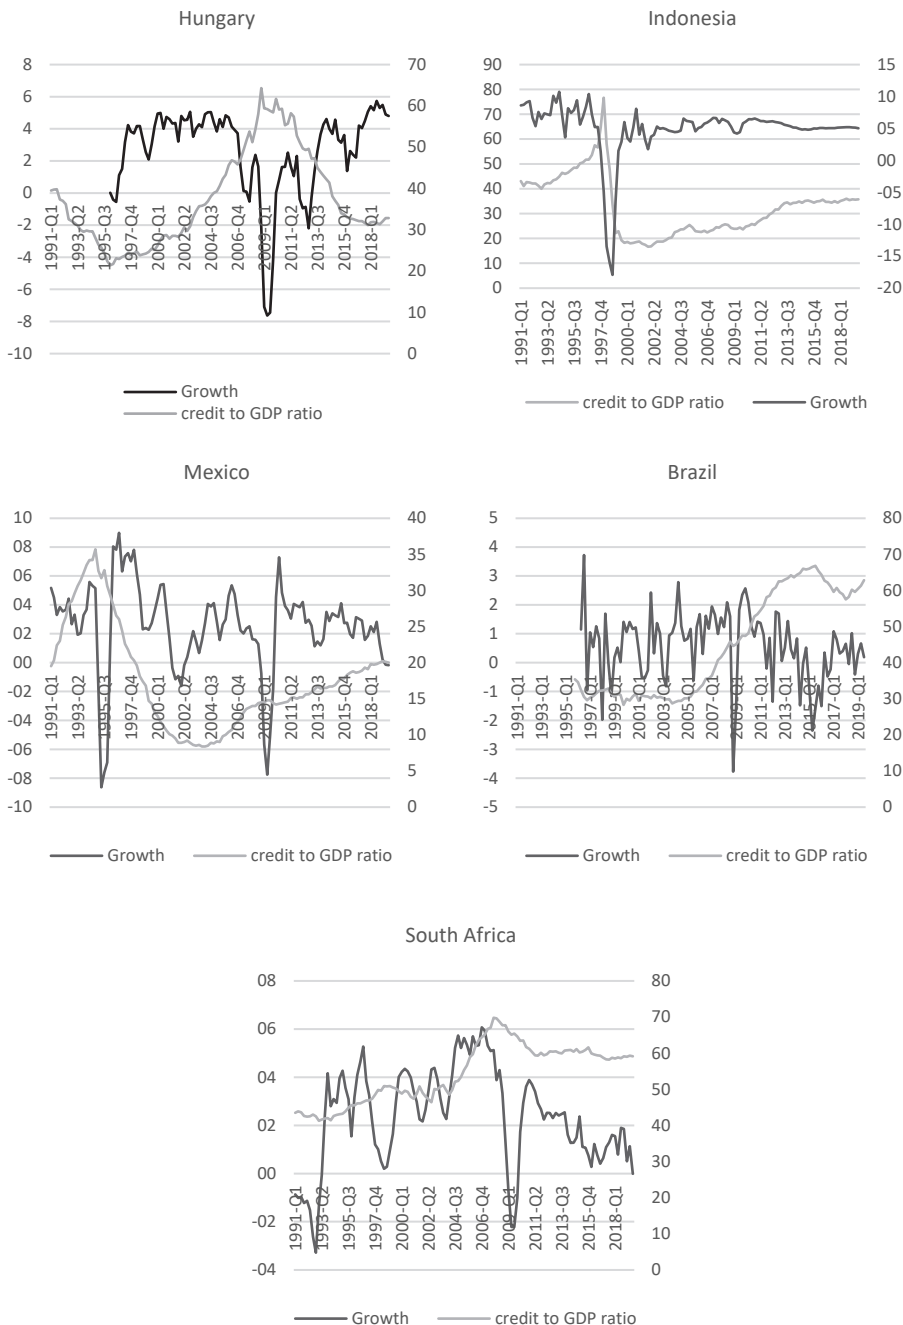 Hungary
8
6
4
2
0
-2
-4
-6
-8
-10
70
60
50
40
30
20
10
0
1991-Q1
1993-Q2
1995-Q3
1997-Q4
2000-Q1
2002-Q2
2004-Q3
2006-Q4
2009-Q1
2011-Q2
2013-Q3
2015-Q4
2018-Q1
Growth
credit to GDP ratio
Indonesia
90
80
70
60
50
40
30
20
10
0
15
10
05
00
-05
-10
-15
-20
1991-Q1
1993-Q2
1995-Q3
1997-Q4
2000-Q1
2002-Q2
2004-Q3
2006-Q4
2009-Q1
2011-Q2
2013-Q3
2015-Q4
2018-Q1
credit to GDP ratio
Growth
Mexico
10
08
06
04
02
00
-02
-04
-06
-08
-10
40
35
30
25
20
15
10
5
0
1991-Q1
1993-Q2
1995-Q3
1997-Q4
2000-Q1
2002-Q2
2004-Q3
2006-Q4
2009-Q1
2011-Q2
2013-Q3
2015-Q4
2018-Q1
Growth
credit to GDP ratio
Brazil
5
4
3
2
1
0
-1
-2
-3
-4
-5
80
70
60
50
40
30
20
10
0
1991-Q1
1993-Q1
1995-Q1
1997-Q1
1999-Q1
2001-Q1
2003-Q1
2005-Q1
2007-Q1
2009-Q1
2011-Q1
2013-Q1
2015-Q1
2017-Q1
2019-Q1
Growth
credit to GDP ratio
South Africa
08
06
04
02
00
-02
-04
80
70
60
50
40
30
20
10
0
1991-Q1
1993-Q2
1995-Q3
1997-Q4
2000-Q1
2002-Q2
2004-Q3
2006-Q4
2009-Q1
2011-Q2
2013-Q3
2015-Q4
2018-Q1
Growth
credit to GDP ratio